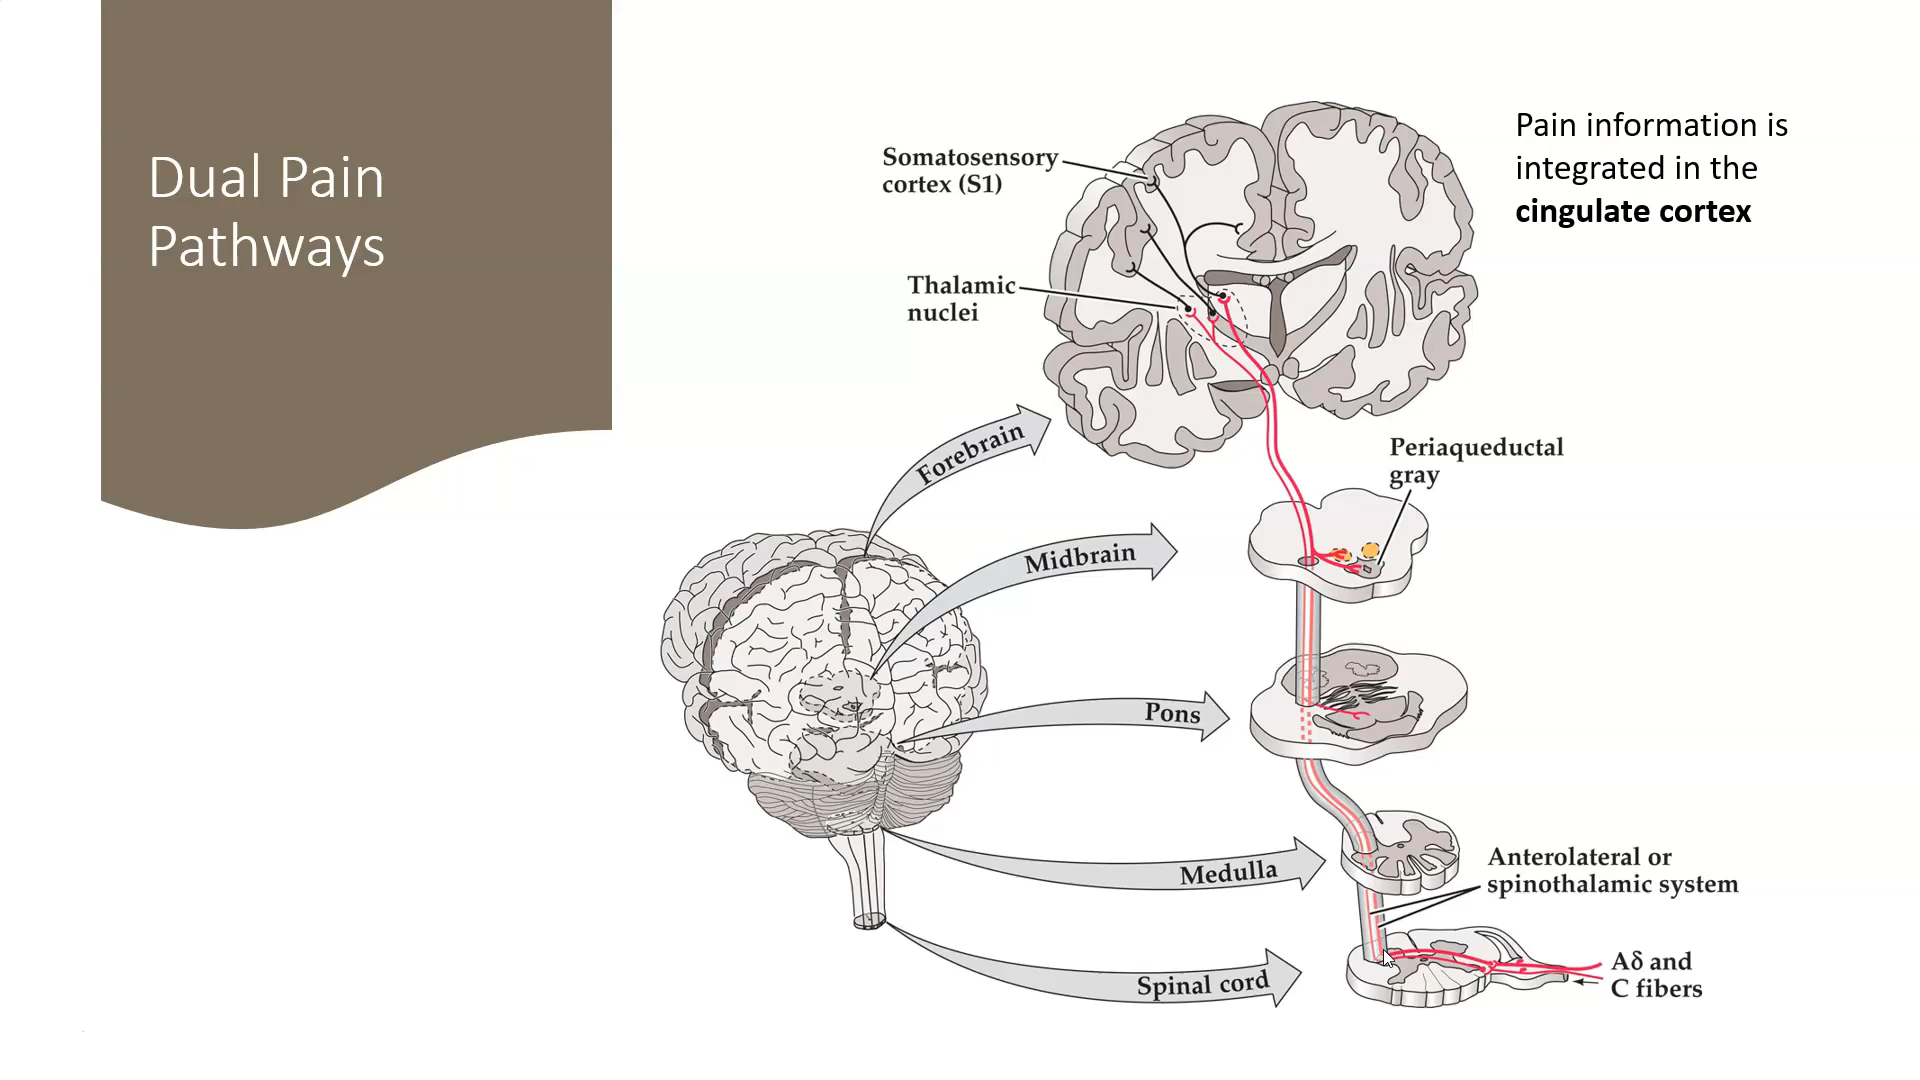 Dual Pain
Pathways
Somatosensory
cortex (S1)
Pain information is
integrated in the
cingulate cortex
Thalamic
nuclei
Forebrain
Periaqueductal
gray
Midbrain
Pons
Medulla
Anterolateral or
spinothalamic system
Spinal cord
Aδ and
C fibers